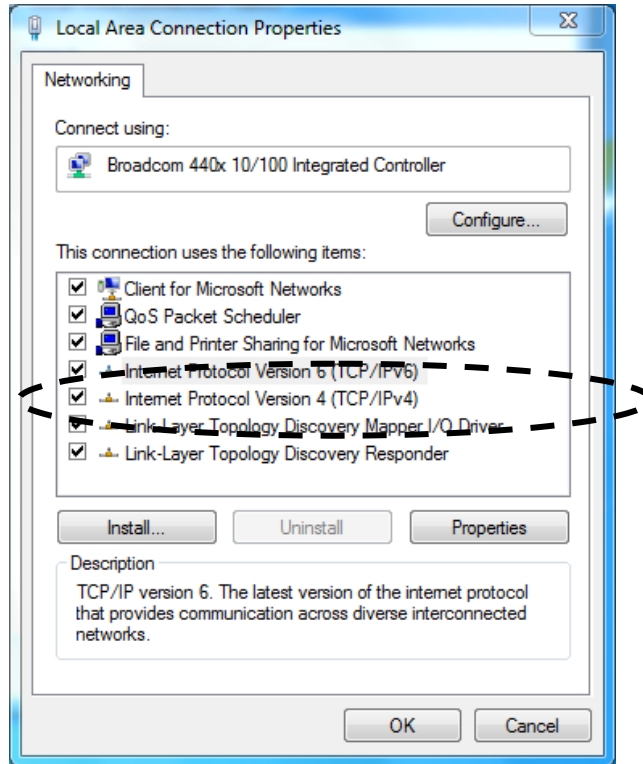 Local Area Connection Properties
Networking
Connect using:
Broadcom 440x 10/100 Integrated Controller
Configure...
This connection uses the following items:
Client for Microsoft Networks
QoS Packet Scheduler
File and Printer Sharing for Microsoft Networks
Internet Protocol Version 6 (TCP/IPv6)
Internet Protocol Version 4 (TCP/IPv4)
Link-Layer Topology Discovery Mapper I/O Driver
Link-Layer Topology Discovery Responder
Install... Uninstall Properties
Description
TCP/IP version 6. The latest version of the internet protocol
that provides communication across diverse interconnected
networks.
OK Cancel